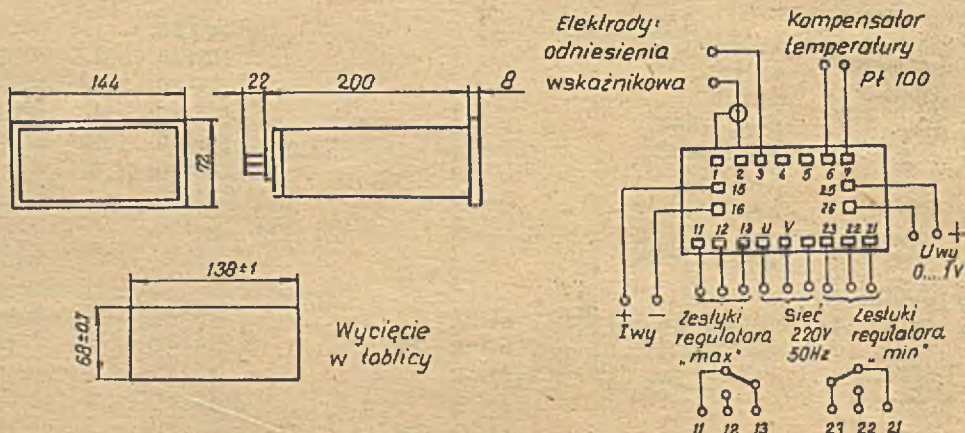 144
72
22
200
8
138±1
68±0,7
Wycięcie
w tablicy
Elektrody:
odniesienia
wskaźnikowa
Kompensator
temperatury
Pt 100
1 2 3 4 5 6 7
15
16
25
26
11 12 13 U V 23 22 21
+ −
Iwy
+
Uwy
0....1V
Zestyki
regulatora
„max"
Sieć
220V
50Hz
Zestyki
regulatora
„min"
11 12 13
23 22 21